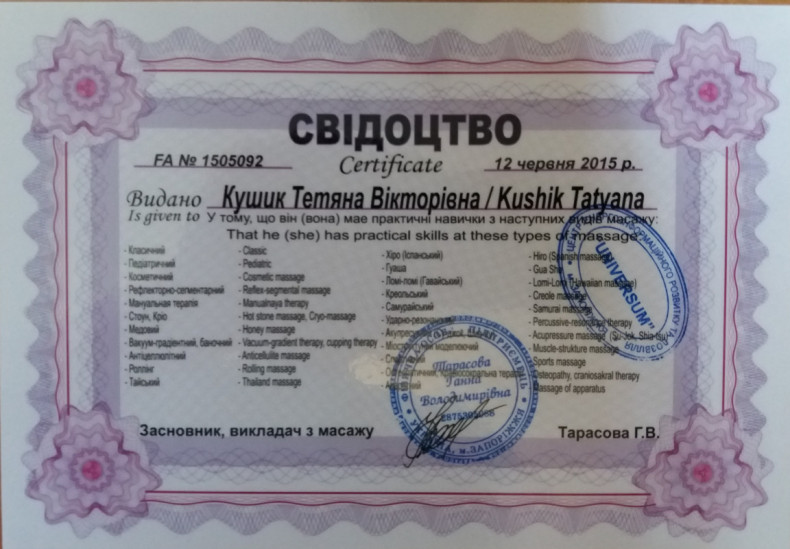 СВІДОЦТВО
FA № 1505092 Certificate 12 червня 2015 р.
Видано Кушик Тетяна Вікторівна / Kushik Tatyana
Is given to У тому, що він (вона) має практичні навички з наступних видів масажу:
That he (she) has practical skills at these types of massage:
- Класичний
- Педіатричний
- Косметичний
- Рефлекторно-сегментарний
- Мануальная терапія
- Стоун, Кріо
- Медовий
- Вакуум-градіентний, баночний
- Антіцеллолітний
- Роллінг
- Тайський
- Classic
- Pediatric
- Cosmetic massage
- Reflex-segmental massage
- Manualnaya therapy
- Hot stone massage, Cryo-massage
- Honey massage
- Vacuum-gradient therapy, cupping therapy
- Anticellulite massage
- Rolling massage
- Thailand massage
- Хіро (Іспанський)
- Гуаша
- Ломі-ломі (Гавайський)
- Креольський
- Самурайський
- Ударно-резонансний
- Hiro (Spanish massage)
- Gua Sha
- Lomi-Lomi (Hawaiian massage)
- Creole massage
- Samurai massage
- Percussive-resonance therapy
- Acupressure massage
- Muscle-strukture massage
- Sports massage
- Osteopathy, craniosakral therapy
- Massage of apparatus
"UNIVERSUM"
Тарасова
Ганна
Володимирівна
м.ЗАПОРІЖЖЯ
Засновник, викладач з масажу Тарасова Г.В.